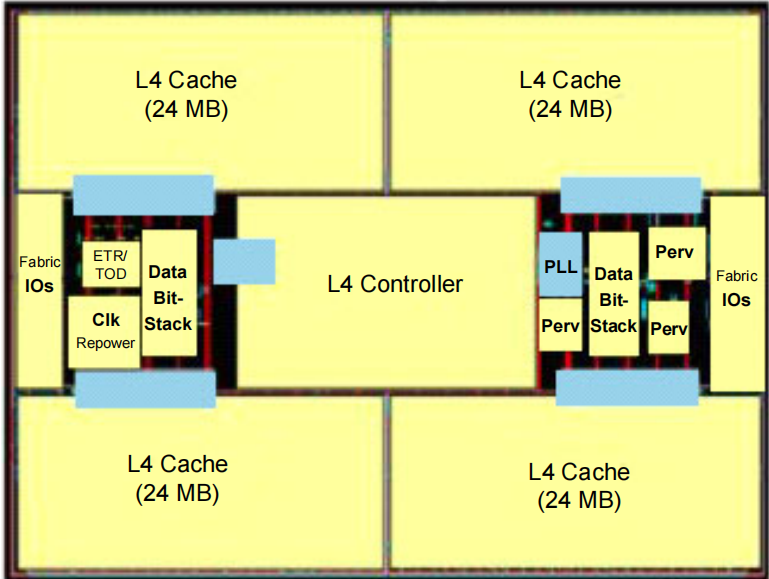 L4 Cache
(24 MB)
L4 Cache
(24 MB)
Fabric
IOs
ETR/
TOD
Clk
Repower
Data
Bit-
Stack
L4 Controller
PLL
Perv
Data
Bit-
Stack
Perv
Perv
Fabric
IOs
L4 Cache
(24 MB)
L4 Cache
(24 MB)